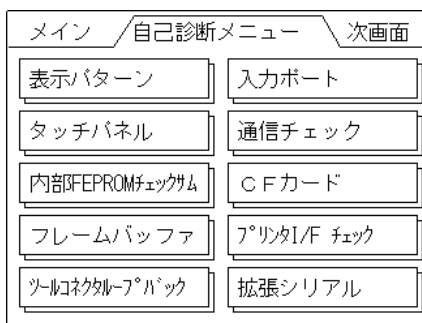 メイン 自己診断メニュー 次画面
表示パターン 入力ポート
タッチパネル 通信チェック
内部FEPROMﾁｪｯｸｻﾑ ＣＦカード
フレームバッファ ﾌﾟﾘﾝﾀI/F ﾁｪｯｸ
ﾂｰﾙｺﾈｸﾀﾙｰﾌﾟﾊﾞｯｸ 拡張シリアル